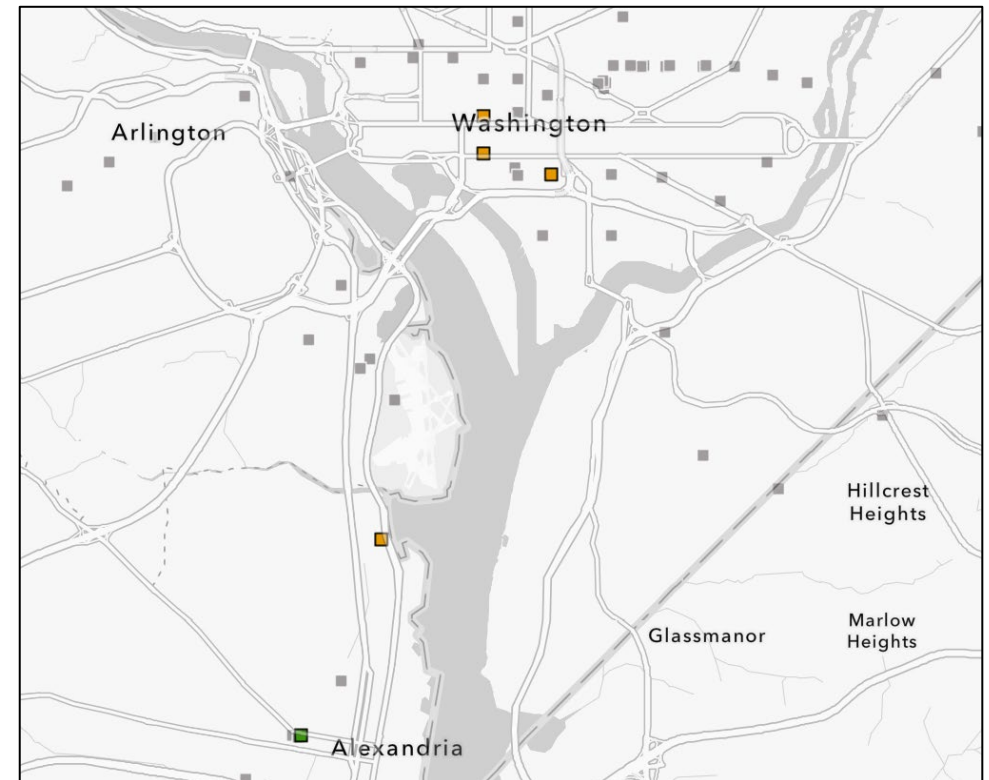 Washington
Arlington
Hillcrest
Heights
Marlow
Heights
Glassmanor
Alexandria